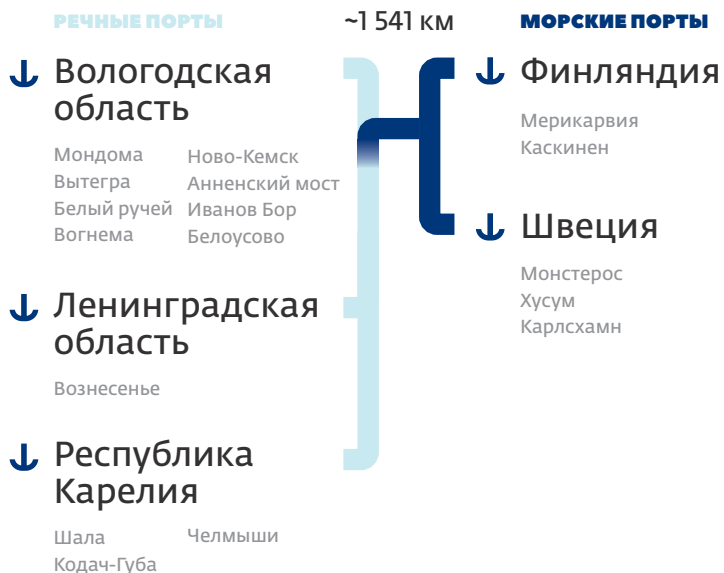 РЕЧНЫЕ ПОРТЫ
~1 541 км
МОРСКИЕ ПОРТЫ
Вологодская
область
Мондома
Вытегра
Белый ручей
Вогнема
Ново-Кемск
Анненский мост
Иванов Бор
Белоусово
Ленинградская
область
Вознесенье
Республика
Карелия
Шала
Кодач-Губа
Челмыши
Финляндия
Мерикарвия
Каскинен
Швеция
Монстерос
Хусум
Карлсхамн